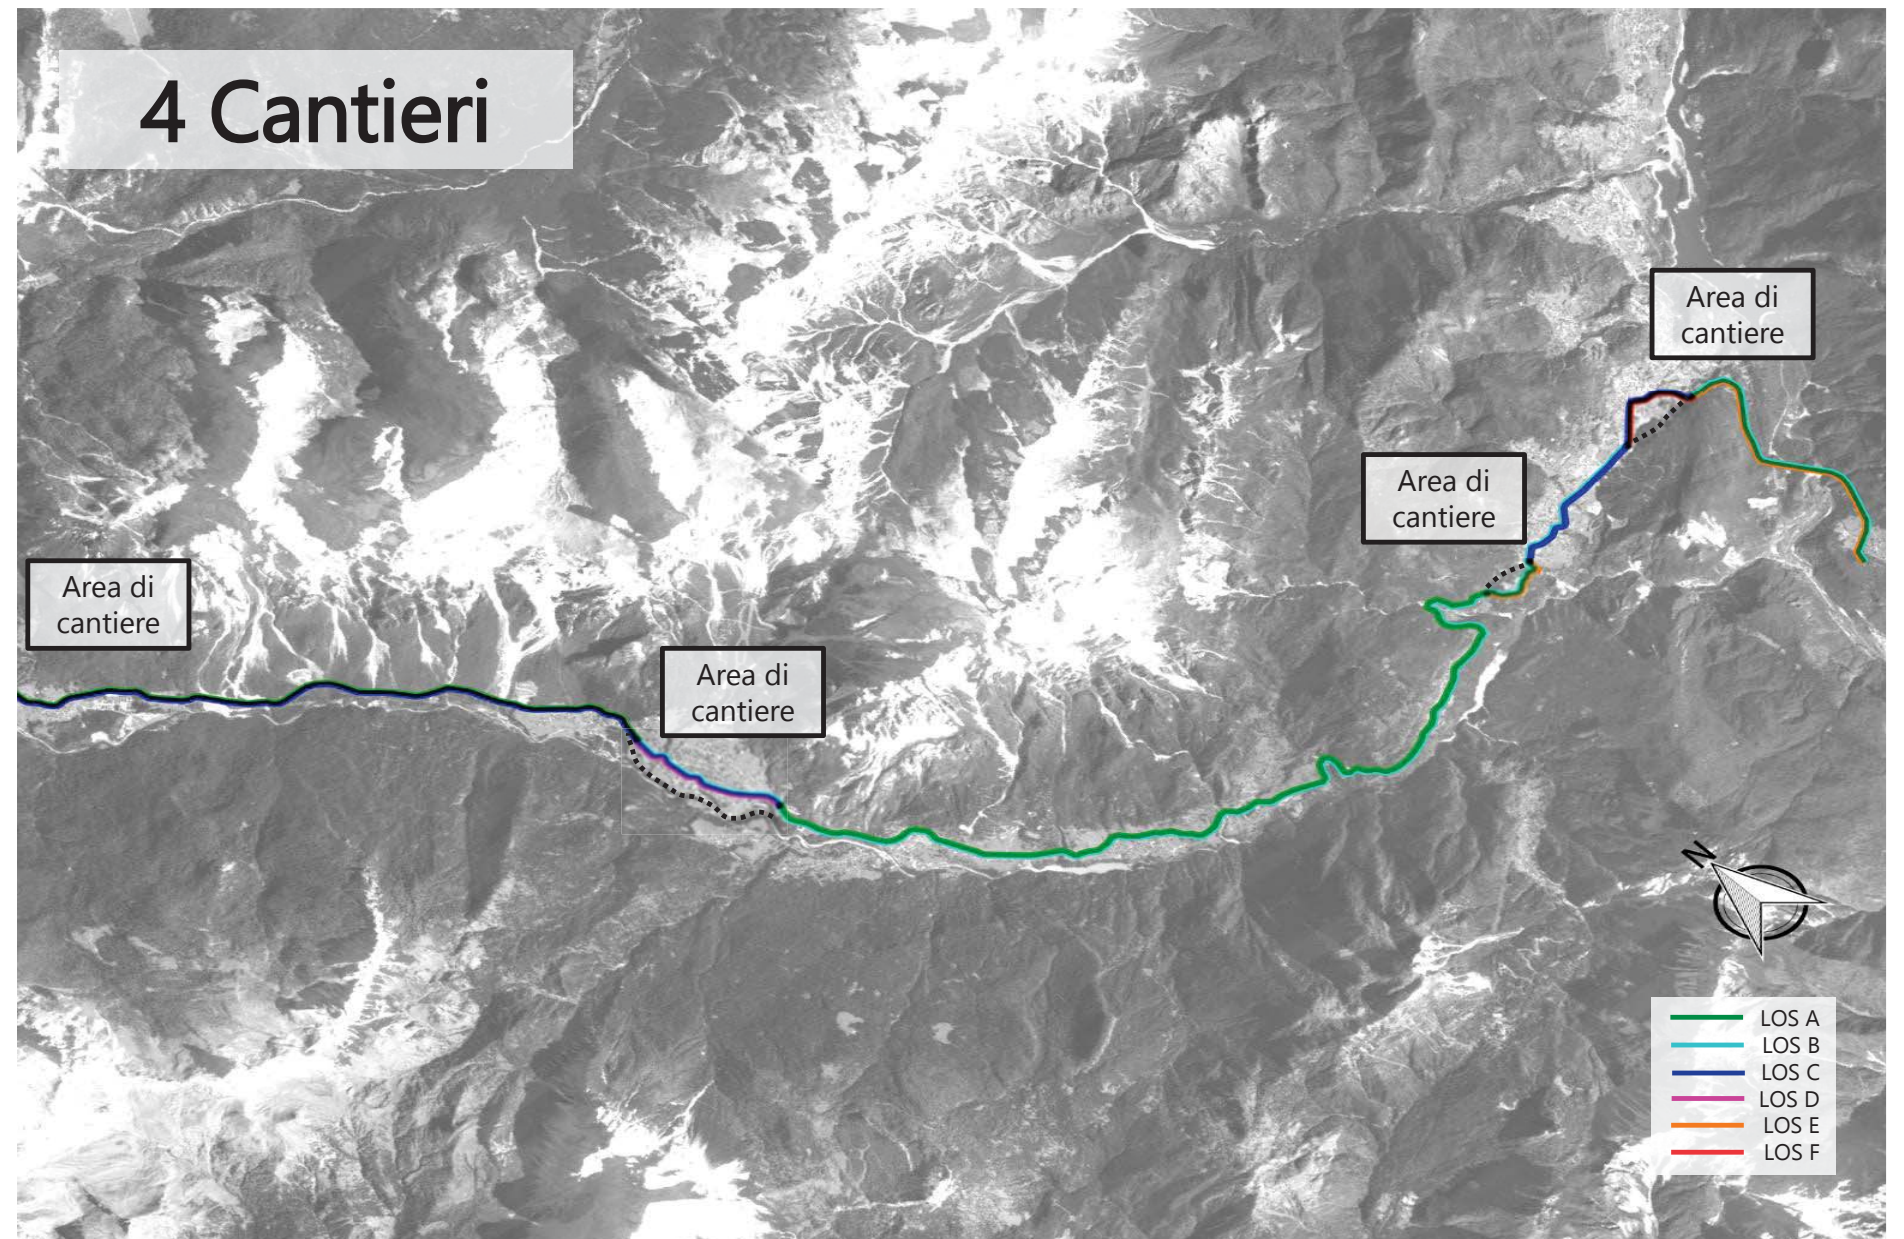 4 Cantieri
Area di
cantiere
Area di
cantiere
Area di
cantiere
Area di
cantiere
N
LOS A
LOS B
LOS C
LOS D
LOS E
LOS F